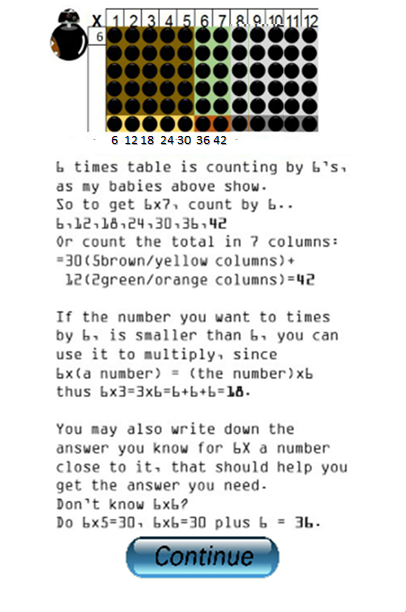 X 1 2 3 4 5 6 7 8 9 10 11 12
6
6 12 18 24 30 36 42
6 times table is counting by 6's,
as my babies above show.
So to get 6x7, count by 6..
6,12,18,24,30,36,42
Or count the total in 7 columns:
=30(5brown/yellow columns)+
12(2green/orange columns)=42
If the number you want to times
by 6, is smaller than 6, you can
use it to multiply, since
6x(a number) = (the number)x6
thus 6x3=3x6=6+6+6=18.
You may also write down the
answer you know for 6X a number
close to it, that should help you
get the answer you need.
Don't know 6x6?
Do 6x5=30, 6x6=30 plus 6 = 36.
Continue